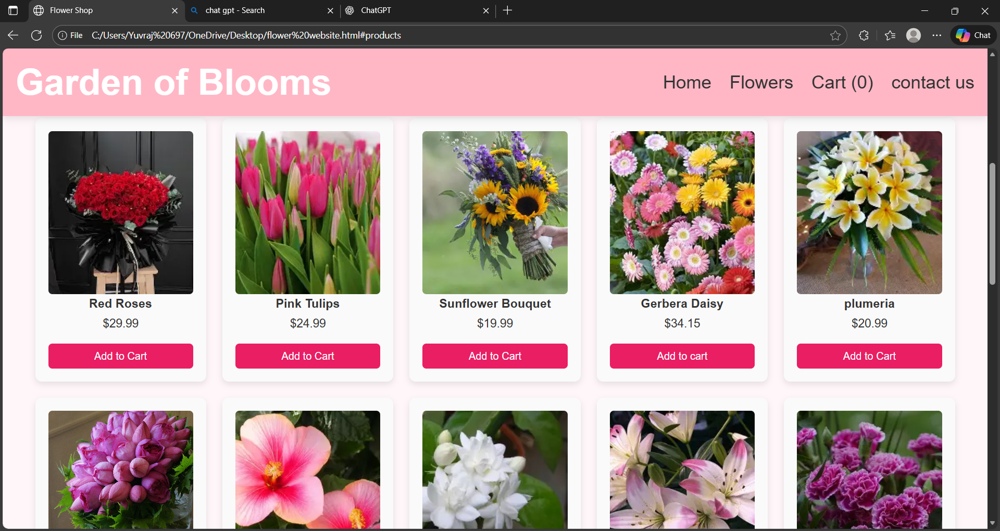 Flower Shop
chat gpt - Search
ChatGPT
File C:/Users/Yuvraj%20697/OneDrive/Desktop/flower%20website.html#products
Chat
Garden of Blooms
Home Flowers Cart (0) contact us
Red Roses
$29.99
Add to Cart
Pink Tulips
$24.99
Add to Cart
Sunflower Bouquet
$19.99
Add to Cart
Gerbera Daisy
$34.15
Add to cart
plumeria
$20.99
Add to Cart